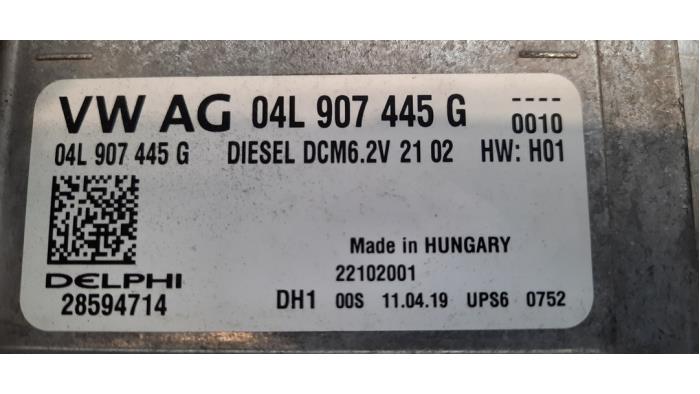 VW AG 04L 907 445 G ----
0010
04L 907 445 G DIESEL DCM6.2V 21 02 HW: H01
Made in HUNGARY
DELPHI 22102001
28594714 DH1 00S 11.04.19 UPS6 0752